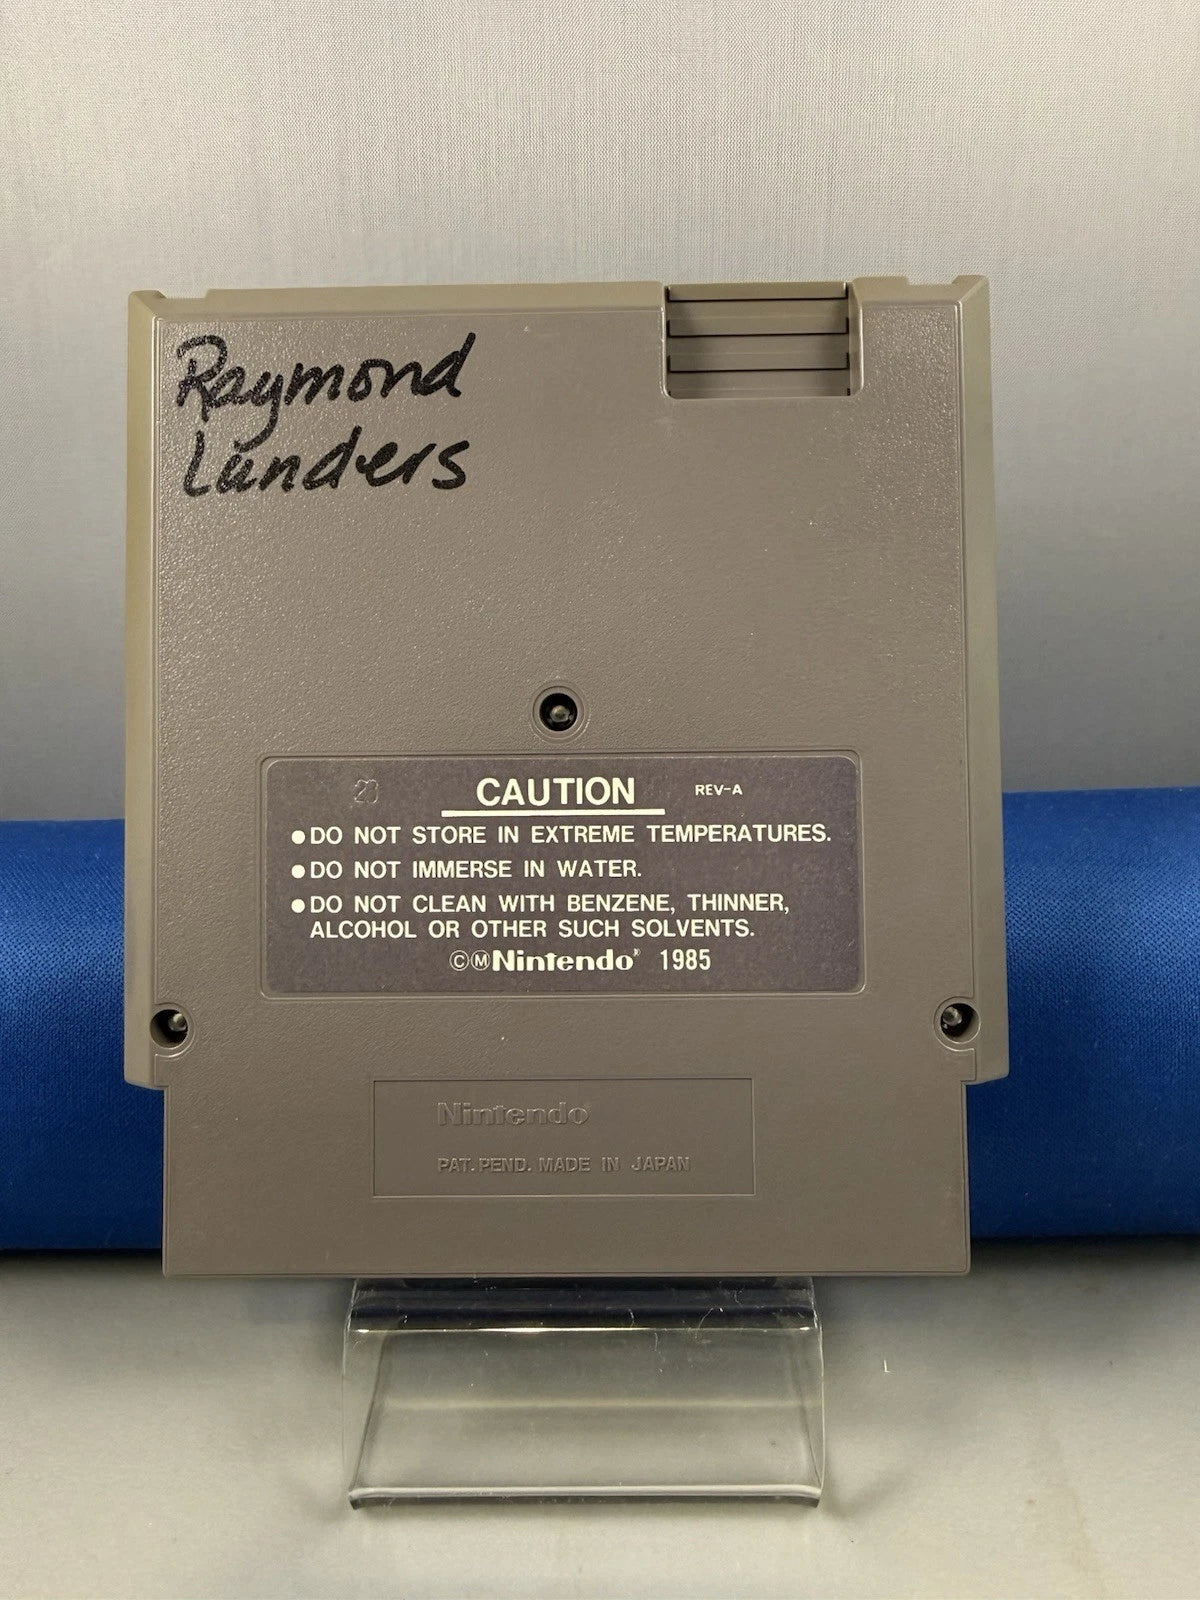 Raymond
Landers
23 CAUTION REV-A
●DO NOT STORE IN EXTREME TEMPERATURES.
●DO NOT IMMERSE IN WATER.
●DO NOT CLEAN WITH BENZENE, THINNER,
ALCOHOL OR OTHER SUCH SOLVENTS.
©ⓂNintendo® 1985
Nintendo
PAT. PEND. MADE IN JAPAN